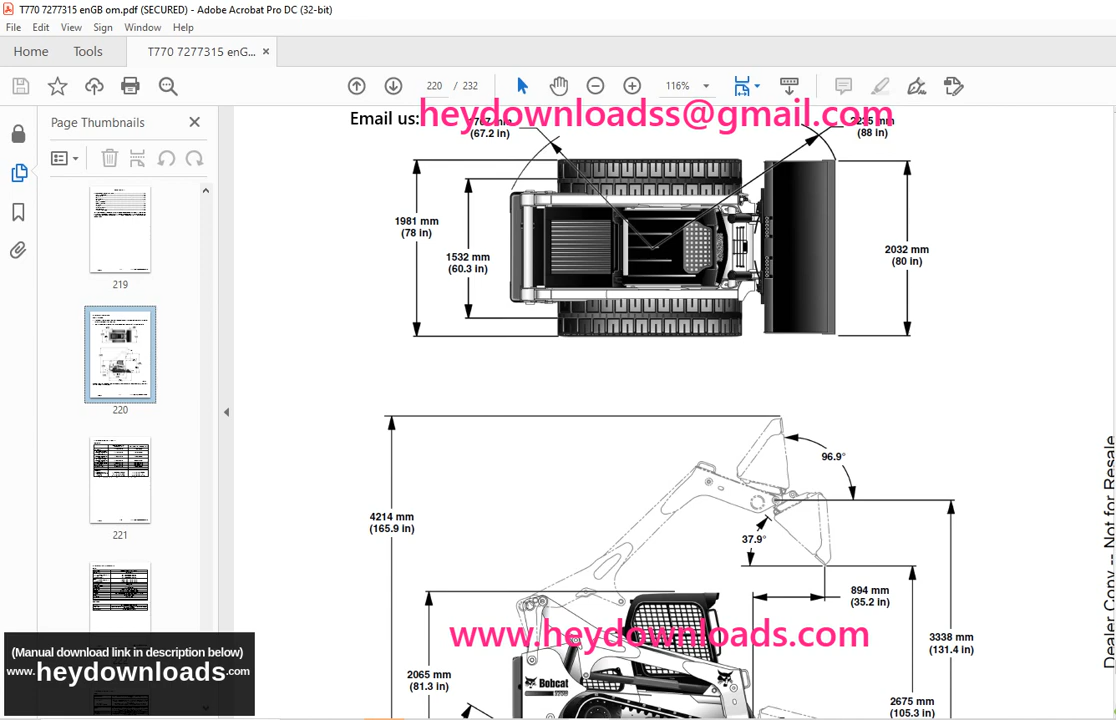 T770 7277315 enGB om.pdf (SECURED) - Adobe Acrobat Pro DC (32-bit)
File Edit View Sign Window Help
Home Tools T770 7277315 enG... ×
220 / 232 116%
Page Thumbnails
219
220
221
Email us: heydownloadss@gmail.com
(67.2 in)
(88 in)
1981 mm
(78 in)
1532 mm
(60.3 in)
2032 mm
(80 in)
96.9°
4214 mm
(165.9 in)
37.9°
894 mm
(35.2 in)
www.heydownloads.com
3338 mm
(131.4 in)
2065 mm
(81.3 in)
Bobcat
2675 mm
(105.3 in)
Dealer Copy -- Not for Resale
(Manual download link in description below)
www.heydownloads.com